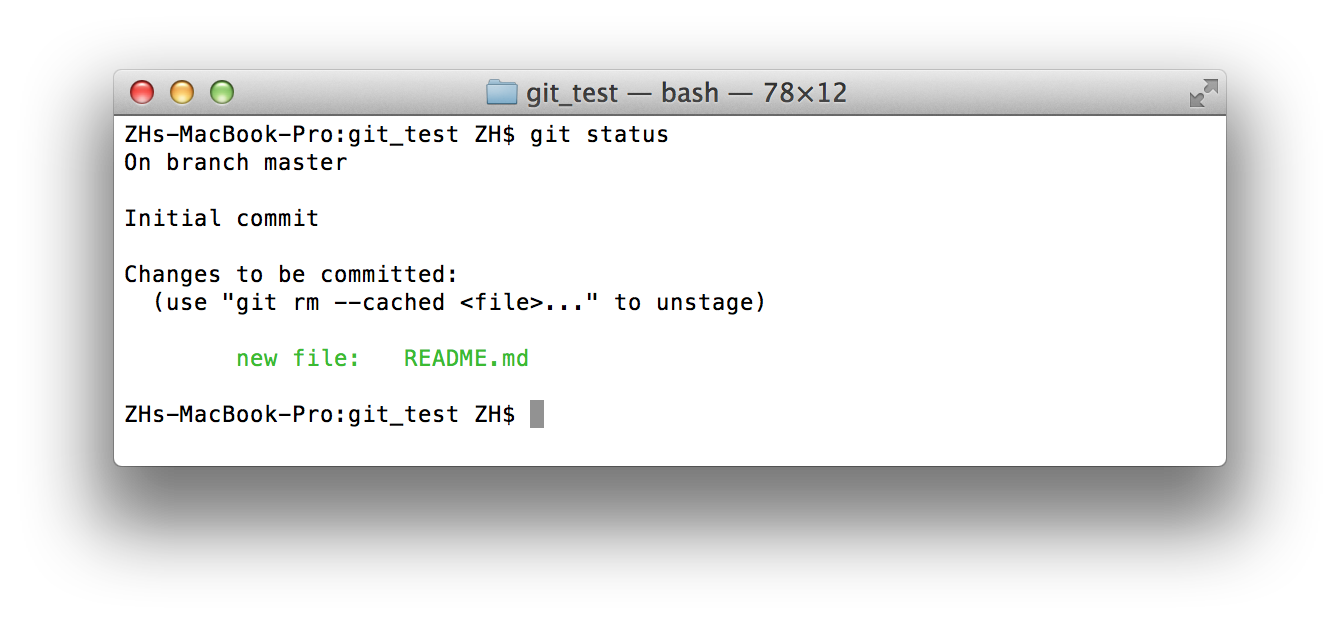 git_test — bash — 78×12
ZHs-MacBook-Pro:git_test ZH$ git status
On branch master
Initial commit
Changes to be committed:
(use "git rm --cached <file>..." to unstage)
new file: README.md
ZHs-MacBook-Pro:git_test ZH$